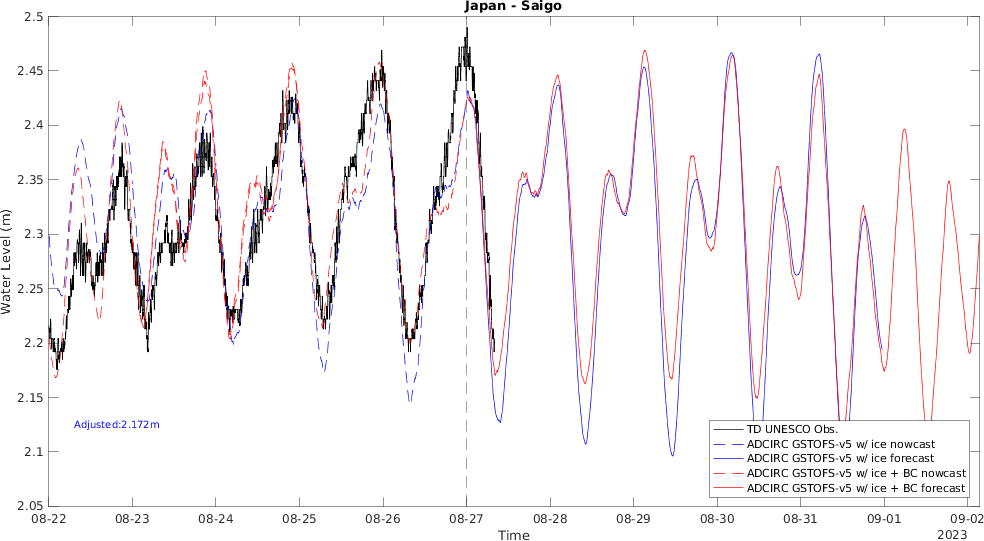 Japan - Saigo
Water Level (m)
2.5
2.45
2.4
2.35
2.3
2.25
2.2
2.15
2.1
2.05
Adjusted:2.172m
TD UNESCO Obs.
ADCIRC GSTOFS-v5 w/ ice nowcast
ADCIRC GSTOFS-v5 w/ ice forecast
ADCIRC GSTOFS-v5 w/ ice + BC nowcast
ADCIRC GSTOFS-v5 w/ ice + BC forecast
08-22 08-23 08-24 08-25 08-26 08-27 08-28 08-29 08-30 08-31 09-01 09-02
Time
2023